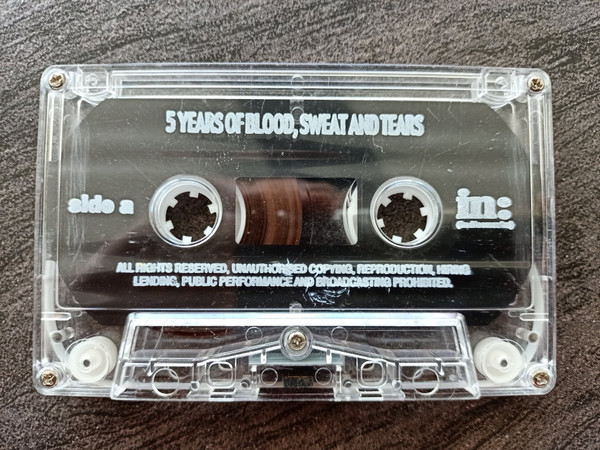 5 YEARS OF BLOOD, SWEAT AND TEARS
side a
in:
ALL RIGHTS RESERVED, UNAUTHORISED COPYING, REPRODUCTION, HIRING
LENDING, PUBLIC PERFORMANCE AND BROADCASTING PROHIBITED.